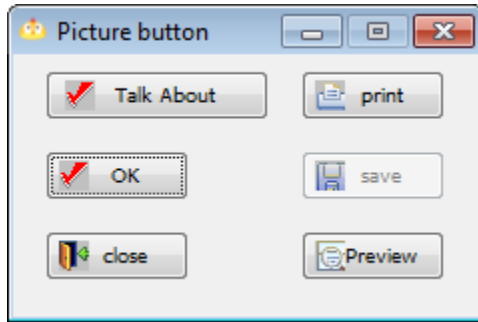 Picture button
Talk About
print
OK
save
close
Preview